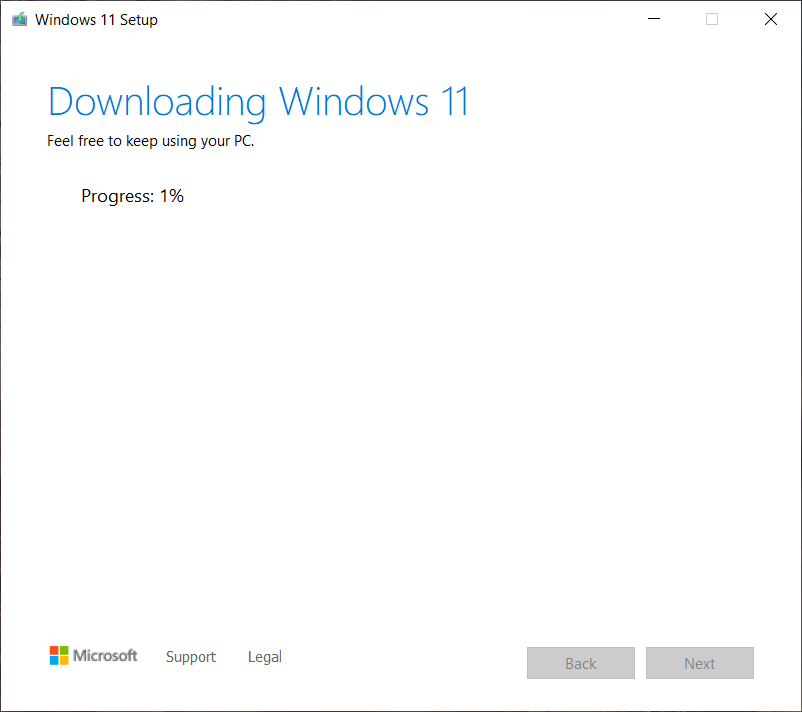 Windows 11 Setup
Downloading Windows 11
Feel free to keep using your PC.
Progress: 1%
Microsoft
Support
Legal
Back
Next